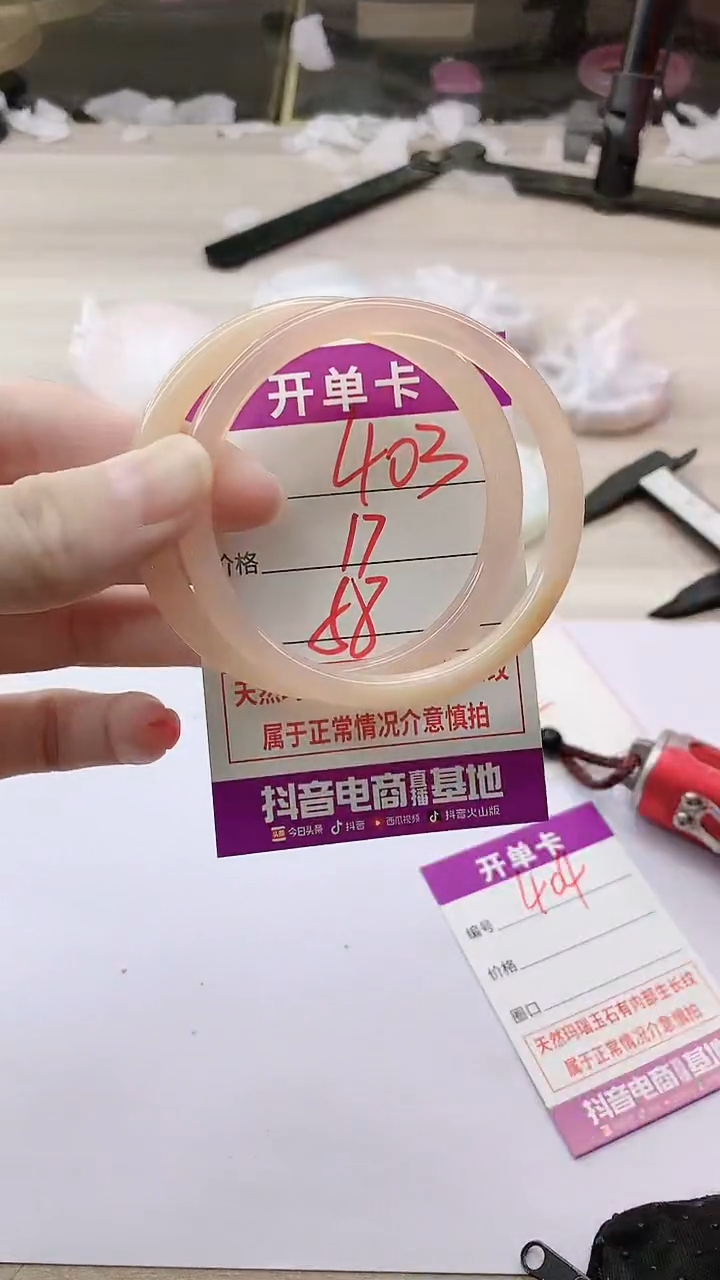 开单卡
403
价格 17
58
属于正常情况介意慎拍
抖音电商直播基地
头条 今日头条 抖音 西瓜视频 抖音火山版
开单卡
编号 404
价格
圈口
天然玛瑙玉石有内部生长纹
属于正常情况介意慎拍
抖音电商直播基